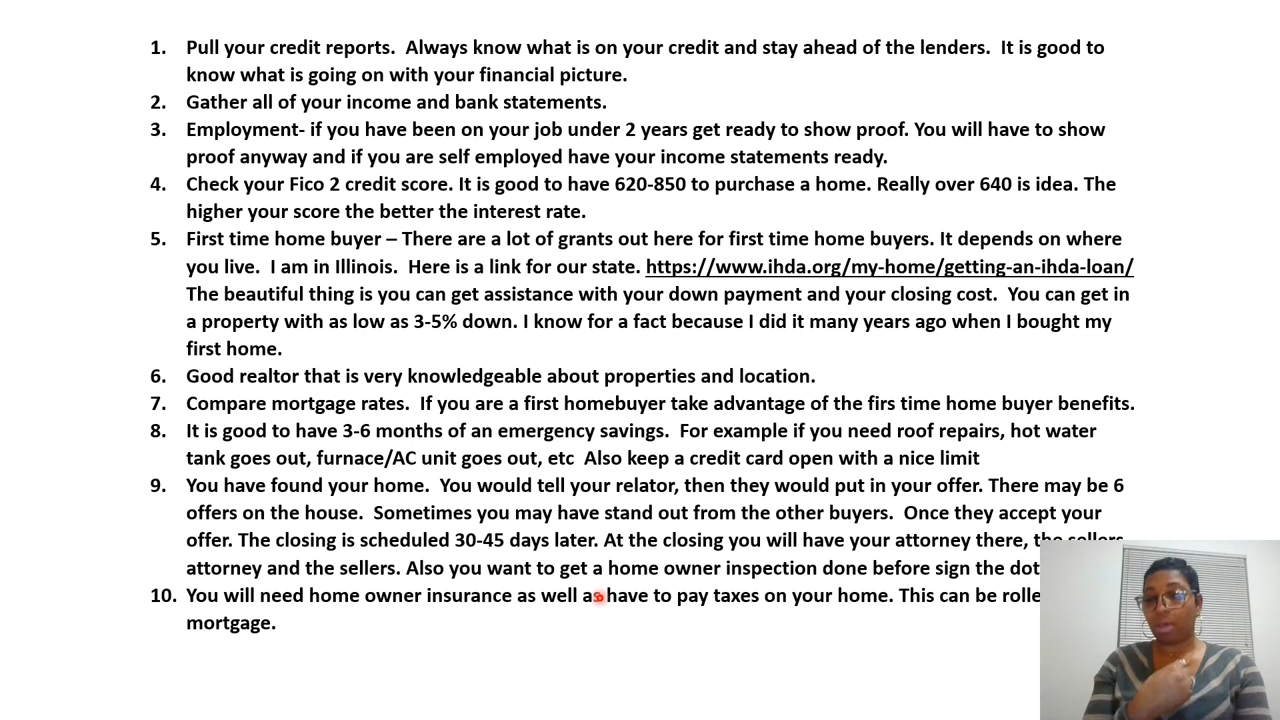 1. Pull your credit reports. Always know what is on your credit and stay ahead of the lenders. It is good to
know what is going on with your financial picture.
2. Gather all of your income and bank statements.
3. Employment- if you have been on your job under 2 years get ready to show proof. You will have to show
proof anyway and if you are self employed have your income statements ready.
4. Check your Fico 2 credit score. It is good to have 620-850 to purchase a home. Really over 640 is idea. The
higher your score the better the interest rate.
5. First time home buyer – There are a lot of grants out here for first time home buyers. It depends on where
you live. I am in Illinois. Here is a link for our state. https://www.ihda.org/my-home/getting-an-ihda-loan/
The beautiful thing is you can get assistance with your down payment and your closing cost. You can get in
a property with as low as 3-5% down. I know for a fact because I did it many years ago when I bought my
first home.
6. Good realtor that is very knowledgeable about properties and location.
7. Compare mortgage rates. If you are a first homebuyer take advantage of the firs time home buyer benefits.
8. It is good to have 3-6 months of an emergency savings. For example if you need roof repairs, hot water
tank goes out, furnace/AC unit goes out, etc Also keep a credit card open with a nice limit
9. You have found your home. You would tell your relator, then they would put in your offer. There may be 6
offers on the house. Sometimes you may have stand out from the other buyers. Once they accept your
offer. The closing is scheduled 30-45 days later. At the closing you will have your attorney there, the sellers
attorney and the sellers. Also you want to get a home owner inspection done before sign the dot
10. You will need home owner insurance as well as have to pay taxes on your home. This can be rolle
mortgage.